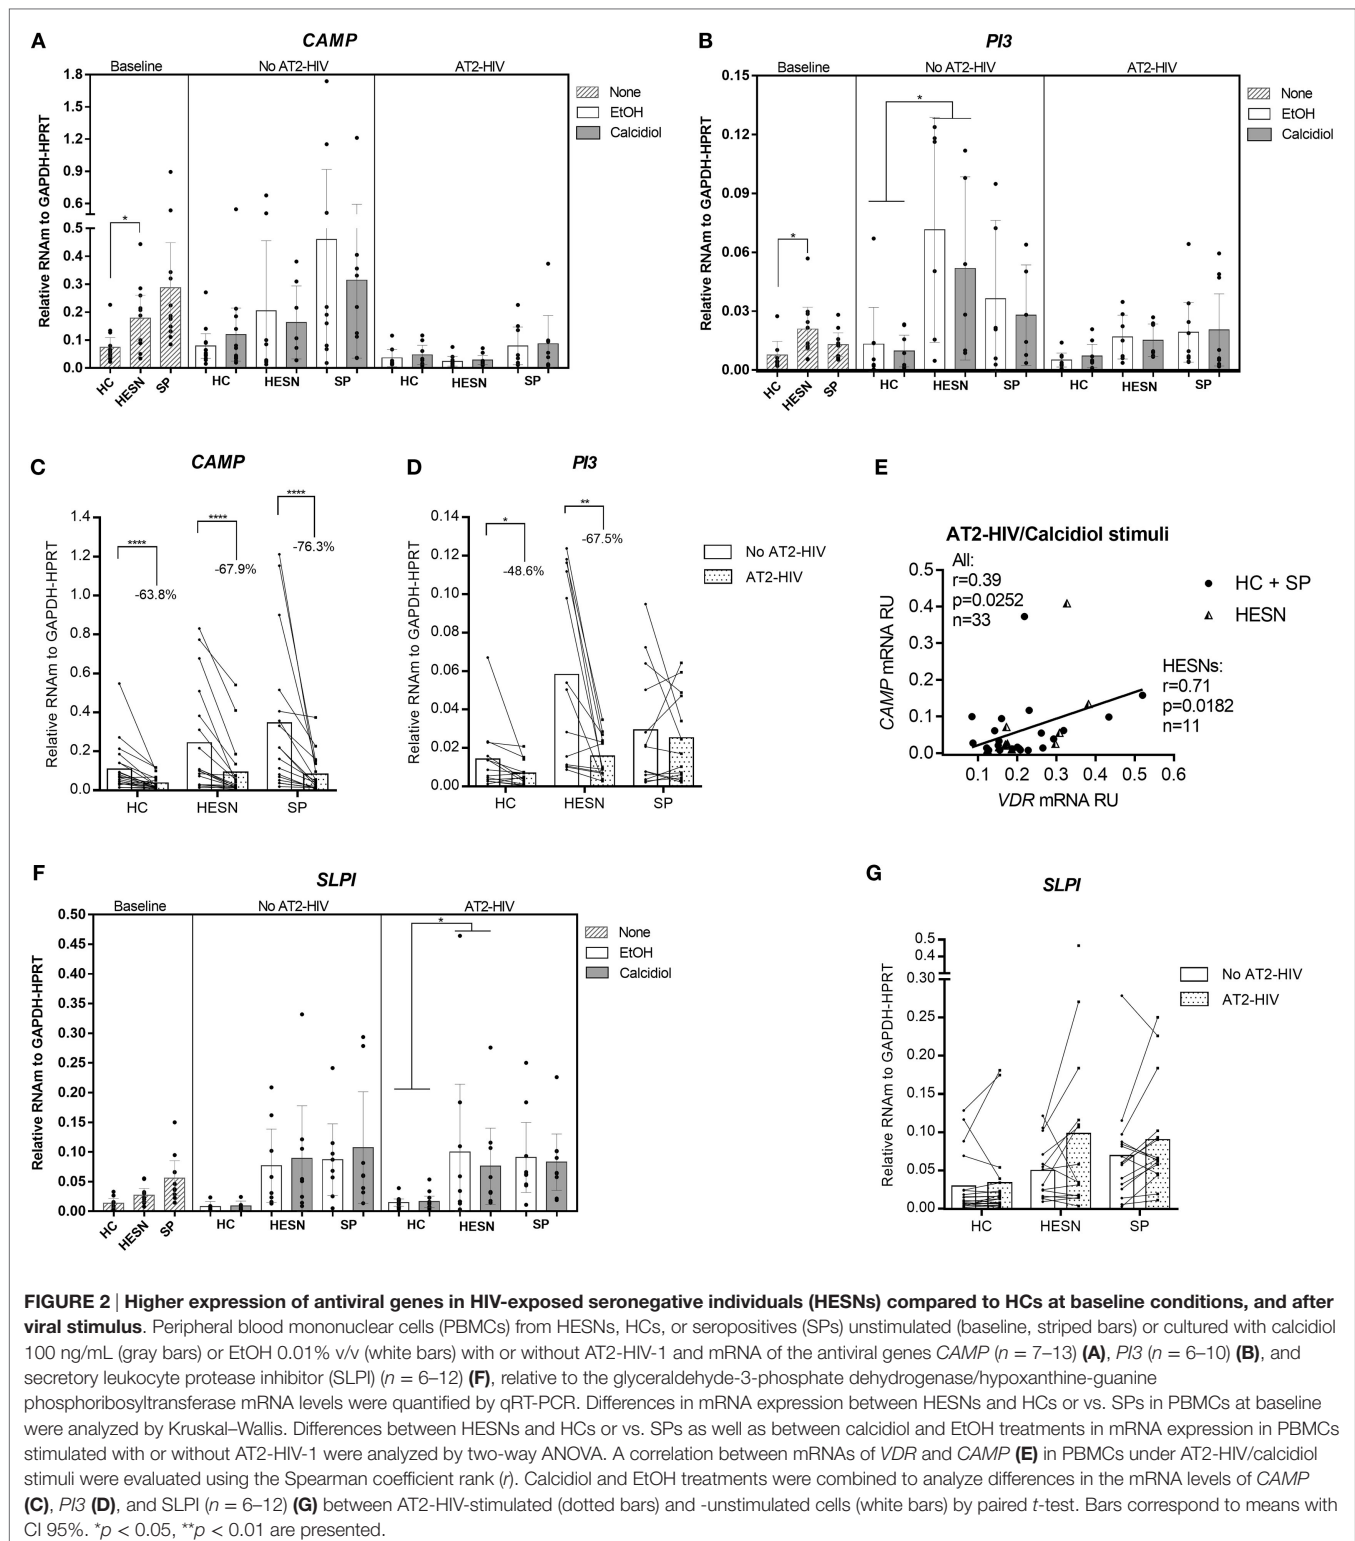 A
CAMP
Baseline No AT2-HIV AT2-HIV
Relative RNAm to GAPDH-HPRT
1.8
1.5
1.2
0.9
0.6
0.5
0.4
0.3
0.2
0.1
0.0
*
HC HESN SP HC HESN SP HC HESN SP
None
EtOH
Calcidiol
B
PI3
Baseline No AT2-HIV AT2-HIV
Relative RNAm to GAPDH-HPRT
0.15
0.12
0.09
0.06
0.03
0.00
*
*
HC HESN SP HC HESN SP HC HESN SP
None
EtOH
Calcidiol
C
CAMP
Relative RNAm to GAPDH-HPRT
1.4
1.2
1.0
0.8
0.6
0.4
0.2
0.0
****
-63.8%
****
-67.9%
****
-76.3%
HC HESN SP
D
PI3
Relative RNAm to GAPDH-HPRT
0.14
0.12
0.10
0.08
0.06
0.04
0.02
0.00
*
-48.6%
**
-67.5%
HC HESN SP
No AT2-HIV
AT2-HIV
E
AT2-HIV/Calcidiol stimuli
All:
r=0.39
p=0.0252
n=33
CAMP mRNA RU
0.5
0.4
0.3
0.2
0.1
0.0
0.1 0.2 0.3 0.4 0.5 0.6
VDR mRNA RU
HC + SP
HESN
HESNs:
r=0.71
p=0.0182
n=11
F
SLPI
Baseline No AT2-HIV AT2-HIV
Relative RNAm to GAPDH-HPRT
0.50
0.45
0.40
0.35
0.30
0.25
0.20
0.15
0.10
0.05
0.00
*
HC HESN SP HC HESN SP HC HESN SP
None
EtOH
Calcidiol
G
SLPI
Relative RNAm to GAPDH-HPRT
0.5
0.4
0.30
0.25
0.20
0.15
0.10
0.05
0.00
HC HESN SP
No AT2-HIV
AT2-HIV
FIGURE 2 | Higher expression of antiviral genes in HIV-exposed seronegative individuals (HESNs) compared to HCs at baseline conditions, and after
viral stimulus. Peripheral blood mononuclear cells (PBMCs) from HESNs, HCs, or seropositives (SPs) unstimulated (baseline, striped bars) or cultured with calcidiol
100 ng/mL (gray bars) or EtOH 0.01% v/v (white bars) with or without AT2-HIV-1 and mRNA of the antiviral genes CAMP (n = 7–13) (A), PI3 (n = 6–10) (B), and
secretory leukocyte protease inhibitor (SLPI) (n = 6–12) (F), relative to the glyceraldehyde-3-phosphate dehydrogenase/hypoxanthine-guanine
phosphoribosyltransferase mRNA levels were quantified by qRT-PCR. Differences in mRNA expression between HESNs and HCs or vs. SPs in PBMCs at baseline
were analyzed by Kruskal–Wallis. Differences between HESNs and HCs or vs. SPs as well as between calcidiol and EtOH treatments in mRNA expression in PBMCs
stimulated with or without AT2-HIV-1 were analyzed by two-way ANOVA. A correlation between mRNAs of VDR and CAMP (E) in PBMCs under AT2-HIV/calcidiol
stimuli were evaluated using the Spearman coefficient rank (r). Calcidiol and EtOH treatments were combined to analyze differences in the mRNA levels of CAMP
(C), PI3 (D), and SLPI (n = 6–12) (G) between AT2-HIV-stimulated (dotted bars) and -unstimulated cells (white bars) by paired t-test. Bars correspond to means with
CI 95%. *p < 0.05, **p < 0.01 are presented.